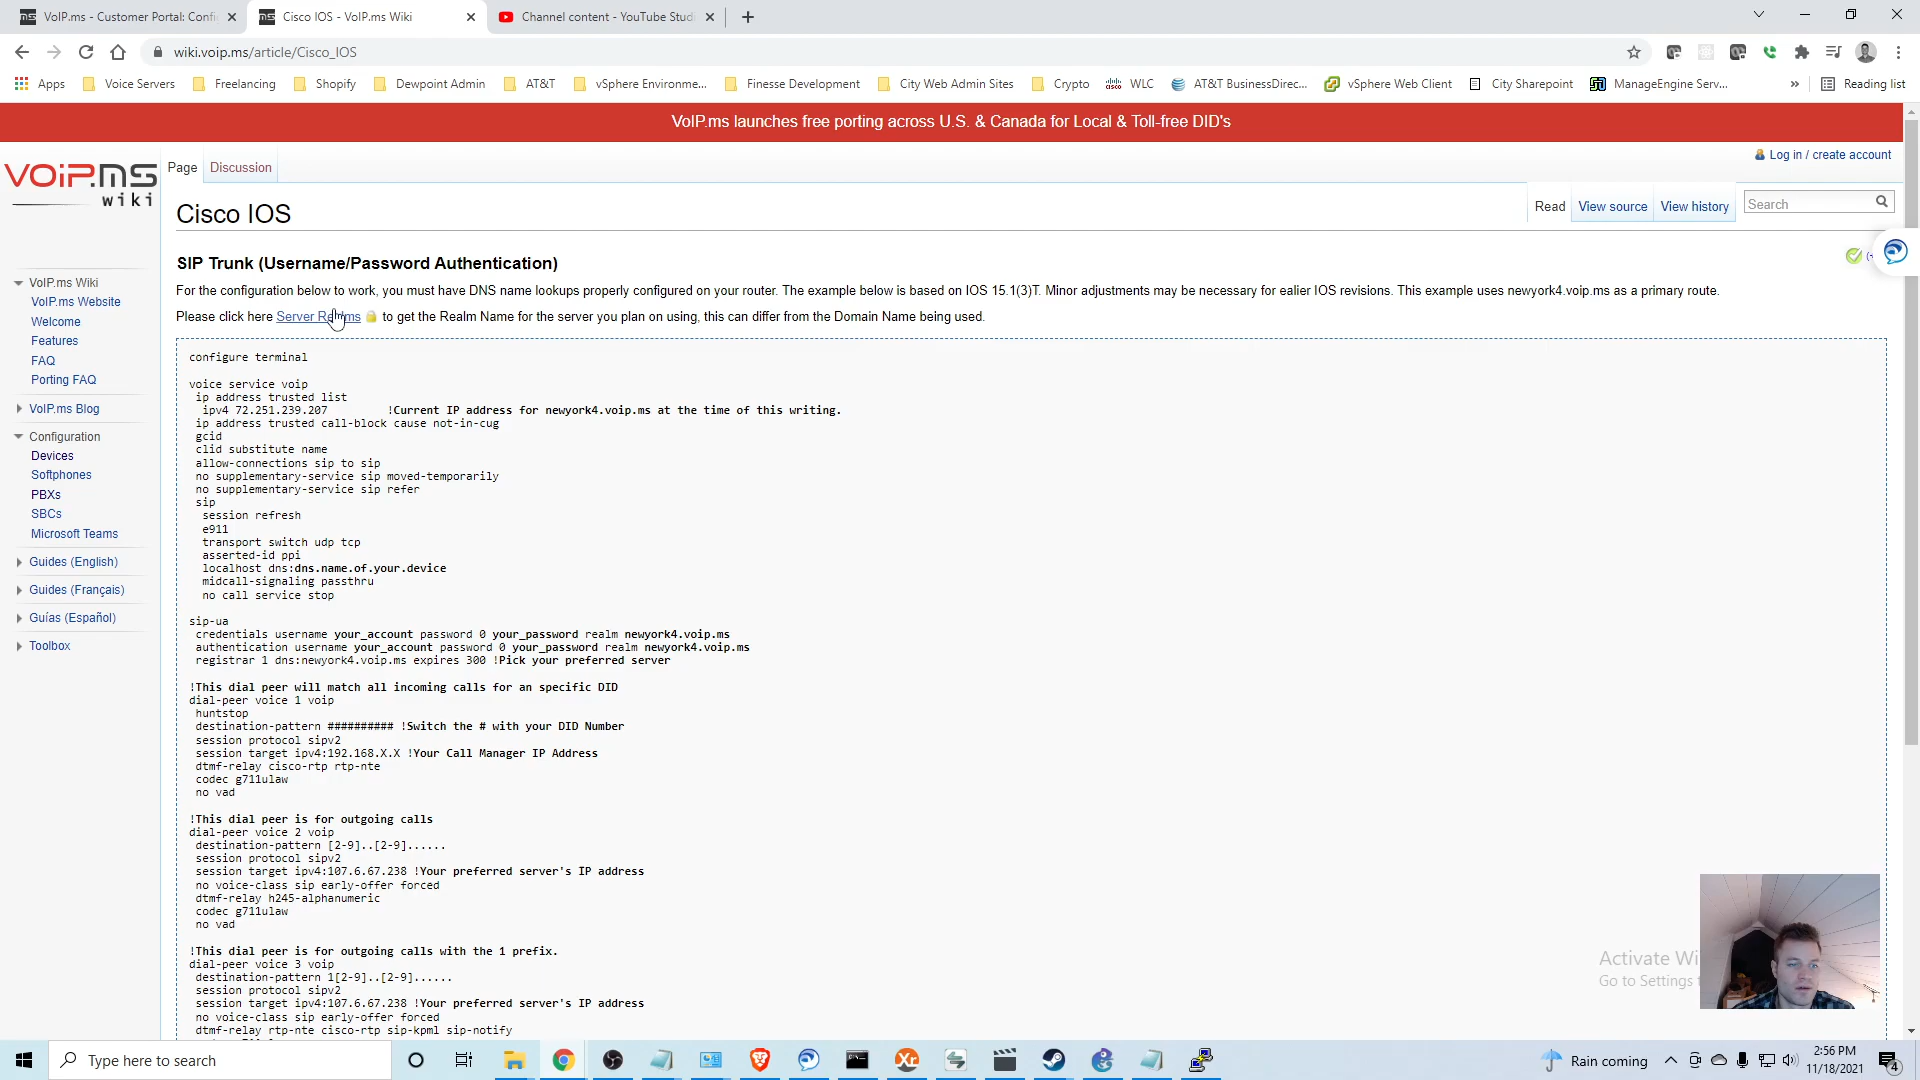 VoIP.ms - Customer Portal: Confi
Cisco IOS - VoIP.ms Wiki
Channel content - YouTube Studi
wiki.voip.ms/article/Cisco_IOS
Apps
Voice Servers
Freelancing
Shopify
Dewpoint Admin
AT&T
vSphere Environme...
Finesse Development
City Web Admin Sites
Crypto
WLC
AT&T BusinessDirec...
vSphere Web Client
City Sharepoint
ManageEngine Serv...
»
Reading list
VoIP.ms launches free porting across U.S. & Canada for Local & Toll-free DID's
VOiP.MS
wiki
Page
Discussion
Log in / create account
Cisco IOS
Read
View source
View history
Search
SIP Trunk (Username/Password Authentication)
For the configuration below to work, you must have DNS name lookups properly configured on your router. The example below is based on IOS 15.1(3)T. Minor adjustments may be necessary for ealier IOS revisions. This example uses newyork4.voip.ms as a primary route.
Please click here Server Realms to get the Realm Name for the server you plan on using, this can differ from the Domain Name being used.
VoIP.ms Wiki
VoIP.ms Website
Welcome
Features
FAQ
Porting FAQ
VoIP.ms Blog
Configuration
Devices
Softphones
PBXs
SBCs
Microsoft Teams
Guides (English)
Guides (Français)
Guías (Español)
Toolbox
configure terminal
voice service voip
ip address trusted list
ipv4 72.251.239.207 !Current IP address for newyork4.voip.ms at the time of this writing.
ip address trusted call-block cause not-in-cug
gcid
clid substitute name
allow-connections sip to sip
no supplementary-service sip moved-temporarily
no supplementary-service sip refer
sip
session refresh
e911
transport switch udp tcp
asserted-id ppi
localhost dns:dns.name.of.your.device
midcall-signaling passthru
no call service stop
sip-ua
credentials username your_account password 0 your_password realm newyork4.voip.ms
authentication username your_account password 0 your_password realm newyork4.voip.ms
registrar 1 dns:newyork4.voip.ms expires 300 !Pick your preferred server
!This dial peer will match all incoming calls for an specific DID
dial-peer voice 1 voip
huntstop
destination-pattern ########## !Switch the # with your DID Number
session protocol sipv2
session target ipv4:192.168.X.X !Your Call Manager IP Address
dtmf-relay cisco-rtp rtp-nte
codec g711ulaw
no vad
!This dial peer is for outgoing calls
dial-peer voice 2 voip
destination-pattern [2-9]..[2-9]......
session protocol sipv2
session target ipv4:107.6.67.238 !Your preferred server's IP address
no voice-class sip early-offer forced
dtmf-relay h245-alphanumeric
codec g711ulaw
no vad
!This dial peer is for outgoing calls with the 1 prefix.
dial-peer voice 3 voip
destination-pattern 1[2-9]..[2-9]......
session protocol sipv2
session target ipv4:107.6.67.238 !Your preferred server's IP address
no voice-class sip early-offer forced
dtmf-relay rtp-nte cisco-rtp sip-kpml sip-notify
Activate Wi
Go to Settings t
Type here to search
Rain coming
2:56 PM
11/18/2021
4